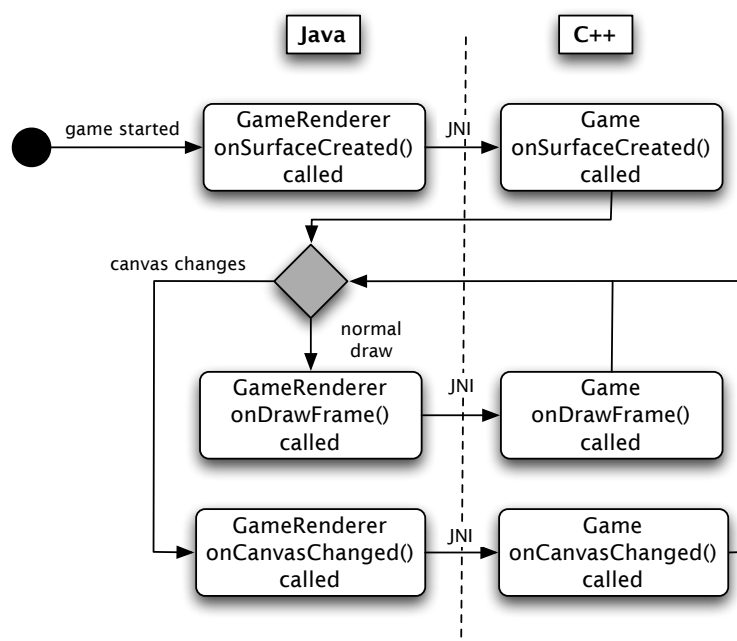 Java
C++
game started
GameRenderer
onSurfaceCreated()
called
JNI
Game
onSurfaceCreated()
called
canvas changes
normal
draw
GameRenderer
onDrawFrame()
called
JNI
Game
onDrawFrame()
called
GameRenderer
onCanvasChanged()
called
JNI
Game
onCanvasChanged()
called